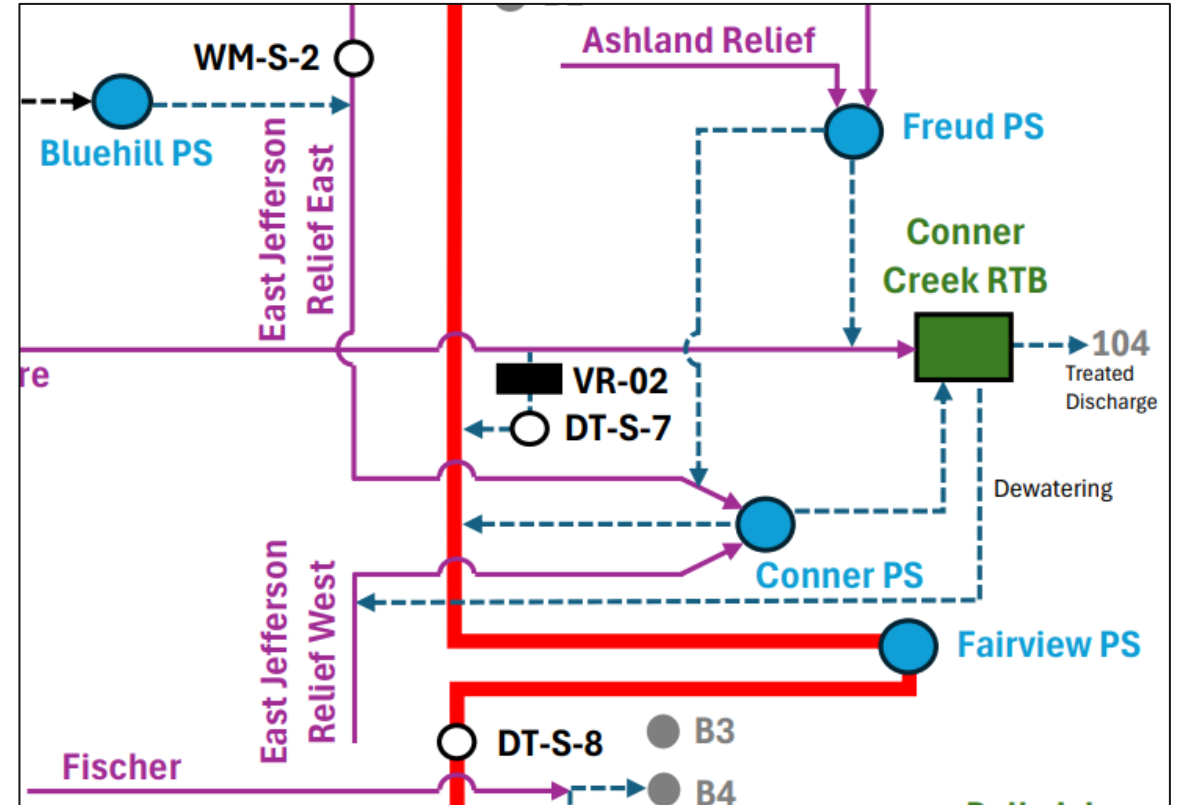 WM-S-2
Ashland Relief
Bluehill PS
Freud PS
East Jefferson
Relief East
Conner
Creek RTB
104
Treated
Discharge
re
VR-02
DT-S-7
Dewatering
Conner PS
East Jefferson
Relief West
Fairview PS
DT-S-8
B3
Fischer
B4